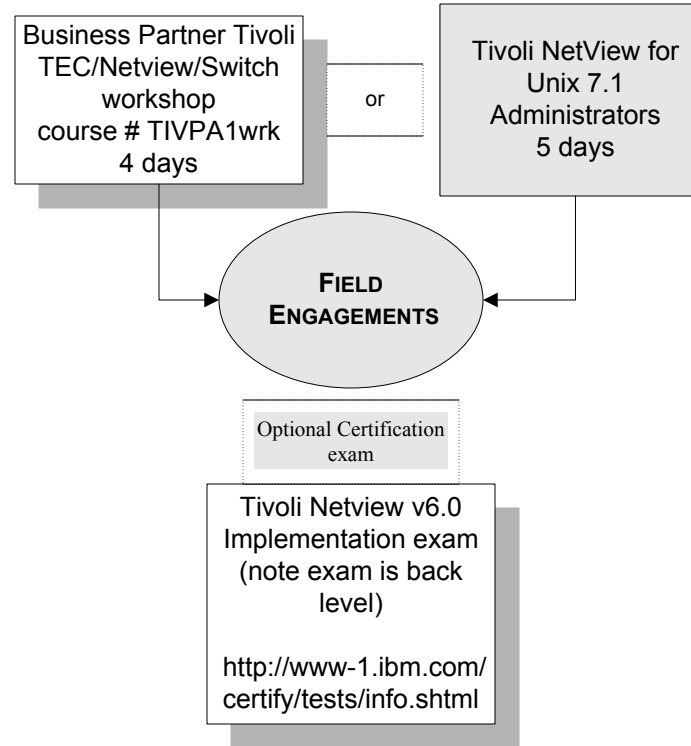 Business Partner Tivoli
TEC/Netview/Switch
workshop
course # TIVPA1wrk
4 days
or
Tivoli NetView for
Unix 7.1
Administrators
5 days
FIELD
ENGAGEMENTS
Optional Certification
exam
Tivoli Netview v6.0
Implementation exam
(note exam is back
level)
http://www-1.ibm.com/
certify/tests/info.shtml